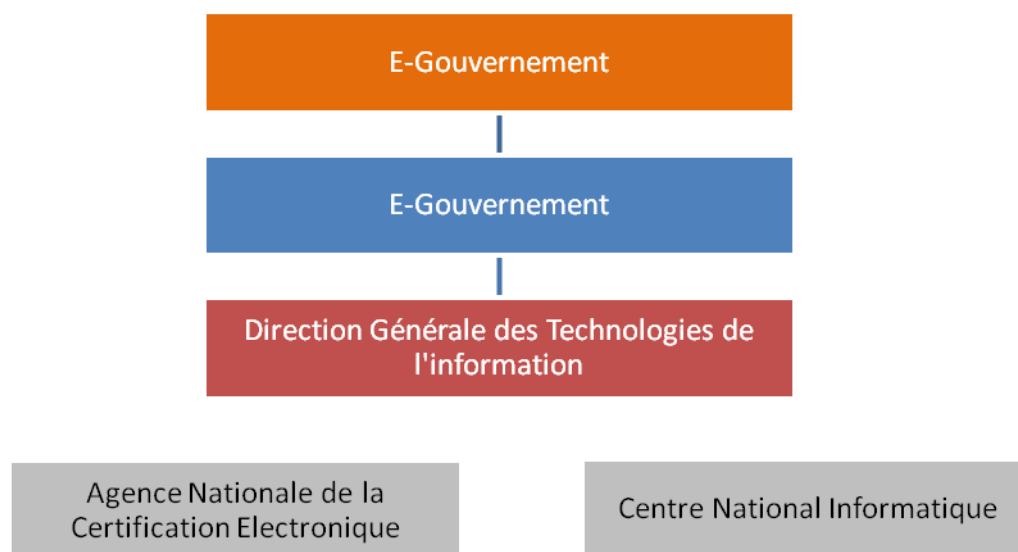 E-Gouvernement
E-Gouvernement
Direction Générale des Technologies de
l'information
Agence Nationale de la
Certification Electronique
Centre National Informatique